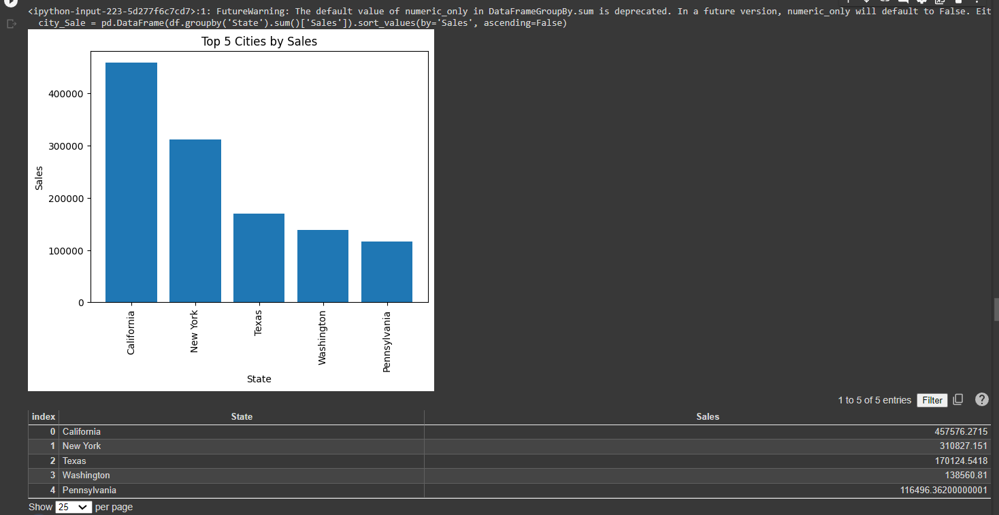 <ipython-input-223-5d277f6c7cd7>:1: FutureWarning: The default value of numeric_only in DataFrameGroupBy.sum is deprecated. In a future version, numeric_only will default to False. Eit
city_Sale = pd.DataFrame(df.groupby('State').sum()['Sales']).sort_values(by='Sales', ascending=False)
Top 5 Cities by Sales
400000
300000
200000
100000
0
Sales
California
New York
Texas
Washington
Pennsylvania
State
1 to 5 of 5 entries Filter ?
index State Sales
0 California 457576.2715
1 New York 310827.151
2 Texas 170124.5418
3 Washington 138560.81
4 Pennsylvania 116496.36200000001
Show 25 per page